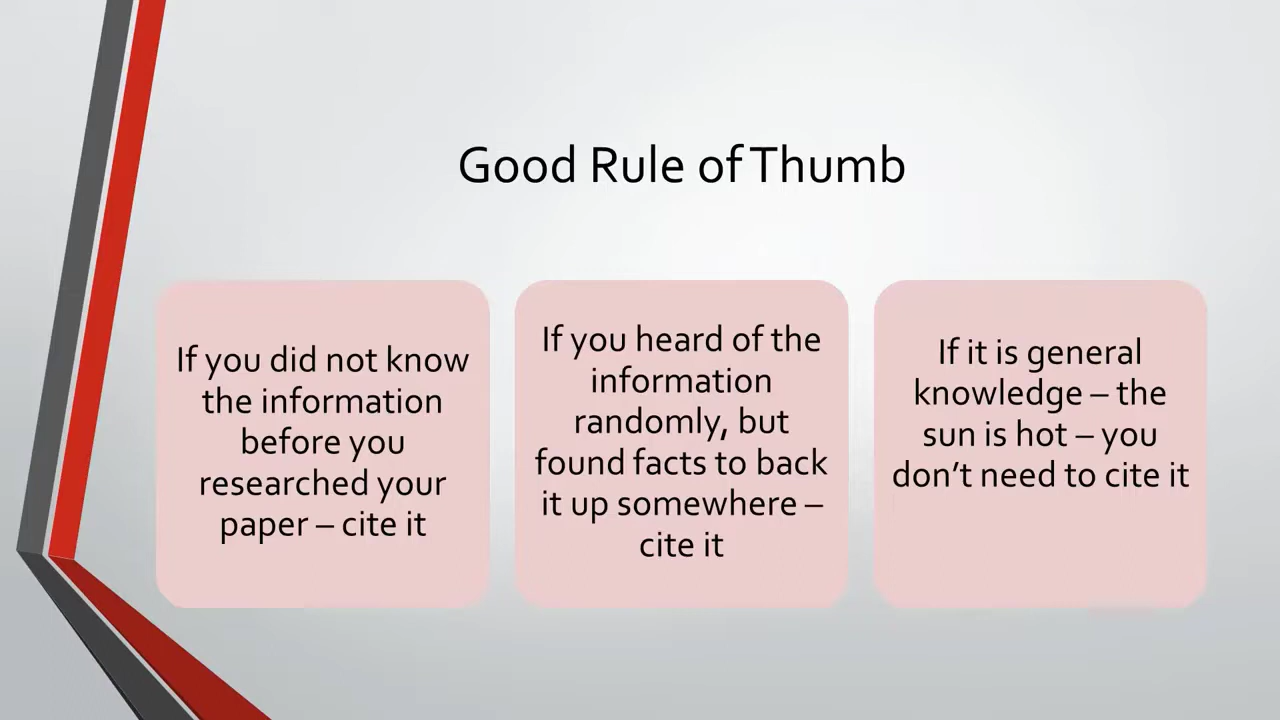 Good Rule of Thumb
If you did not know
the information
before you
researched your
paper – cite it
If you heard of the
information
randomly, but
found facts to back
it up somewhere –
cite it
If it is general
knowledge – the
sun is hot – you
don’t need to cite it